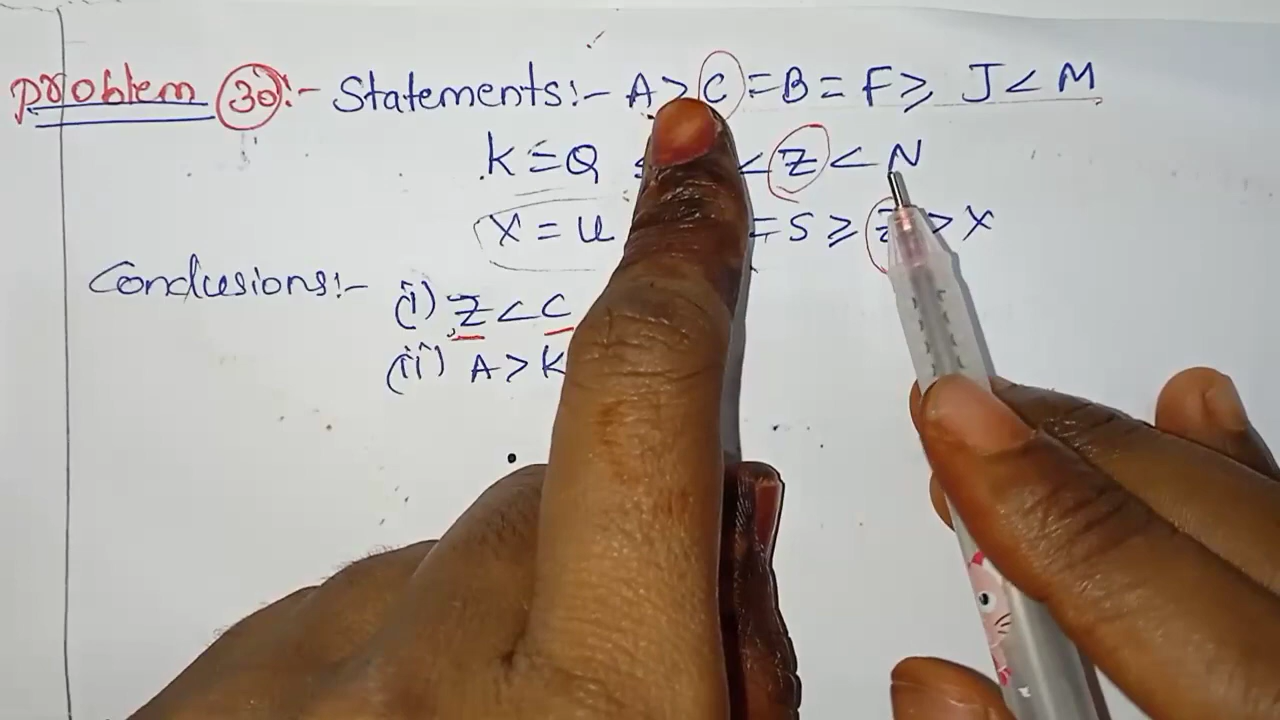 Problem 30:- Statements:- A > C = B = F ≥ J < M
K = Q < Z < N
X = U = S ≥ Z > X
Conclusions:- (i) Z < C
(ii) A > K